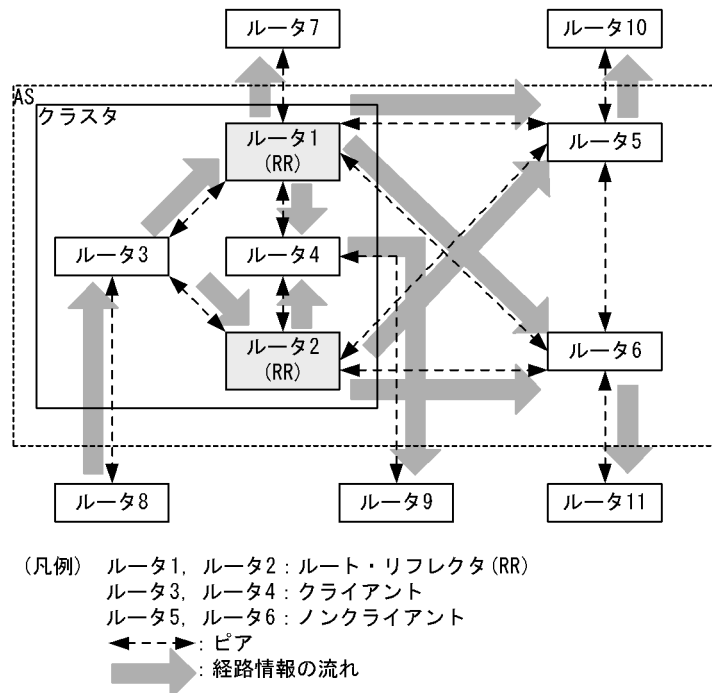 ルータ7
ルータ10
AS
クラスタ
ルータ1
(RR)
ルータ5
ルータ3
ルータ4
ルータ2
(RR)
ルータ6
ルータ8
ルータ9
ルータ11
(凡例) ルータ1, ルータ2：ルート・リフレクタ(RR)
ルータ3, ルータ4：クライアント
ルータ5, ルータ6：ノンクライアント
：ピア
：経路情報の流れ